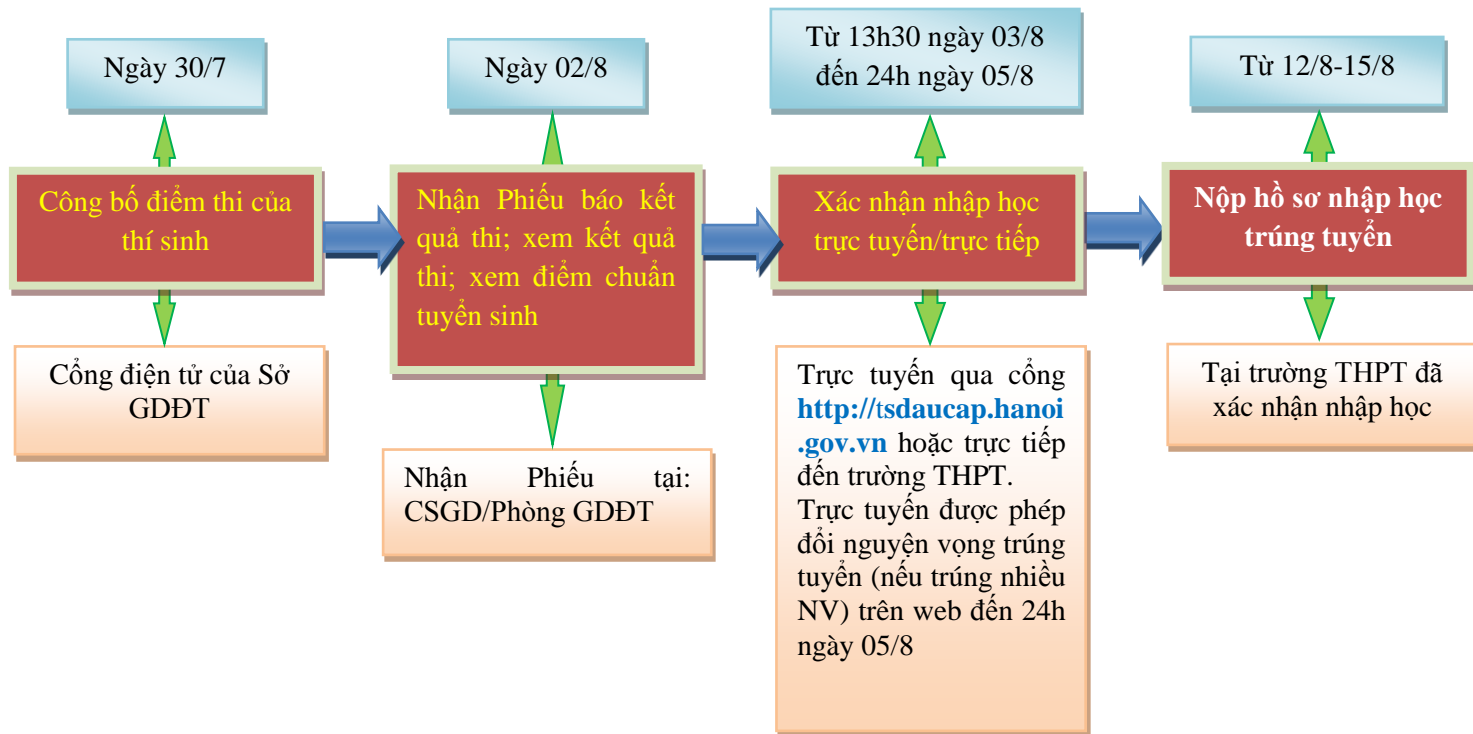 Ngày 30/7
Ngày 02/8
Từ 13h30 ngày 03/8
đến 24h ngày 05/8
Từ 12/8-15/8
Công bố điểm thi của
thí sinh
Nhận Phiếu báo kết
quả thi; xem kết quả
thi; xem điểm chuẩn
tuyển sinh
Xác nhận nhập học
trực tuyến/trực tiếp
Nộp hồ sơ nhập học
trúng tuyển
Cổng điện tử của Sở
GDĐT
Nhận Phiếu tại:
CSGD/Phòng GDĐT
Trực tuyến qua cổng
http://tsdaucap.hanoi
.gov.vn hoặc trực tiếp
đến trường THPT.
Trực tuyến được phép
đổi nguyện vọng trúng
tuyển (nếu trúng nhiều
NV) trên web đến 24h
ngày 05/8
Tại trường THPT đã
xác nhận nhập học